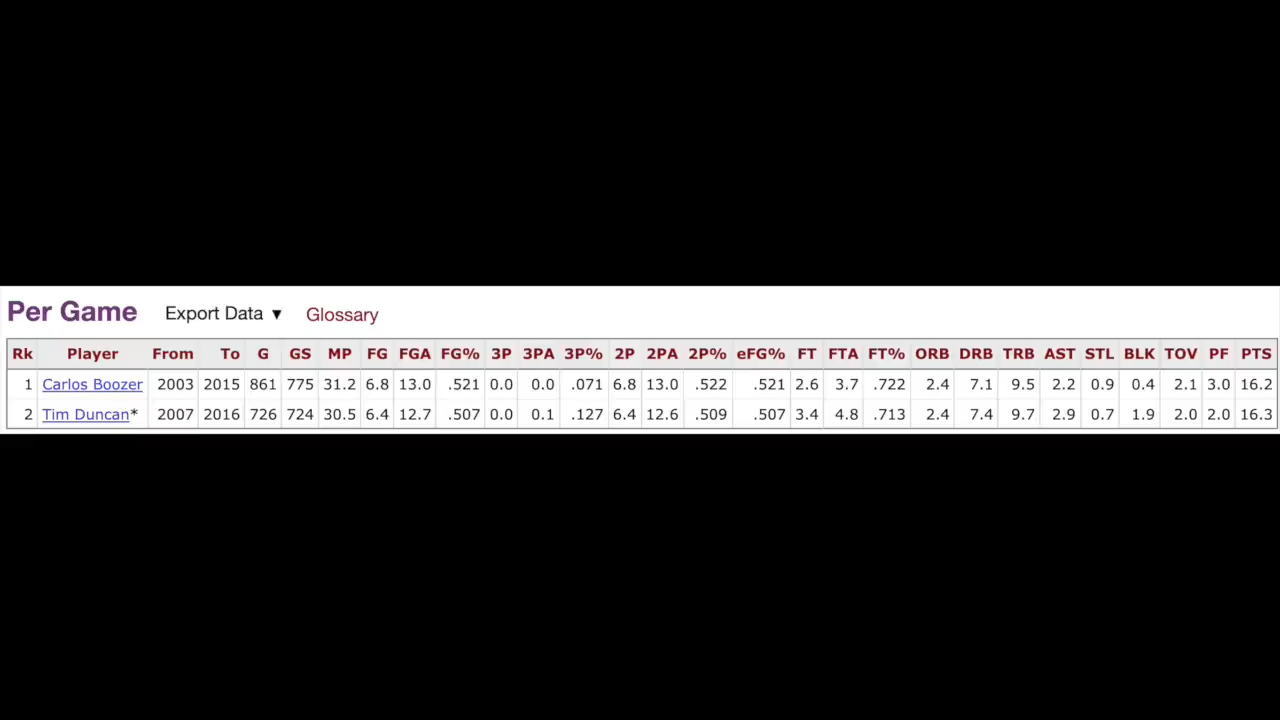 Per Game Export Data ▼ Glossary
Rk Player From To G GS MP FG FGA FG% 3P 3PA 3P% 2P 2PA 2P% eFG% FT FTA FT% ORB DRB TRB AST STL BLK TOV PF PTS
1 Carlos Boozer 2003 2015 861 775 31.2 6.8 13.0 .521 0.0 0.0 .071 6.8 13.0 .522 .521 2.6 3.7 .722 2.4 7.1 9.5 2.2 0.9 0.4 2.1 3.0 16.2
2 Tim Duncan* 2007 2016 726 724 30.5 6.4 12.7 .507 0.0 0.1 .127 6.4 12.6 .509 .507 3.4 4.8 .713 2.4 7.4 9.7 2.9 0.7 1.9 2.0 2.0 16.3